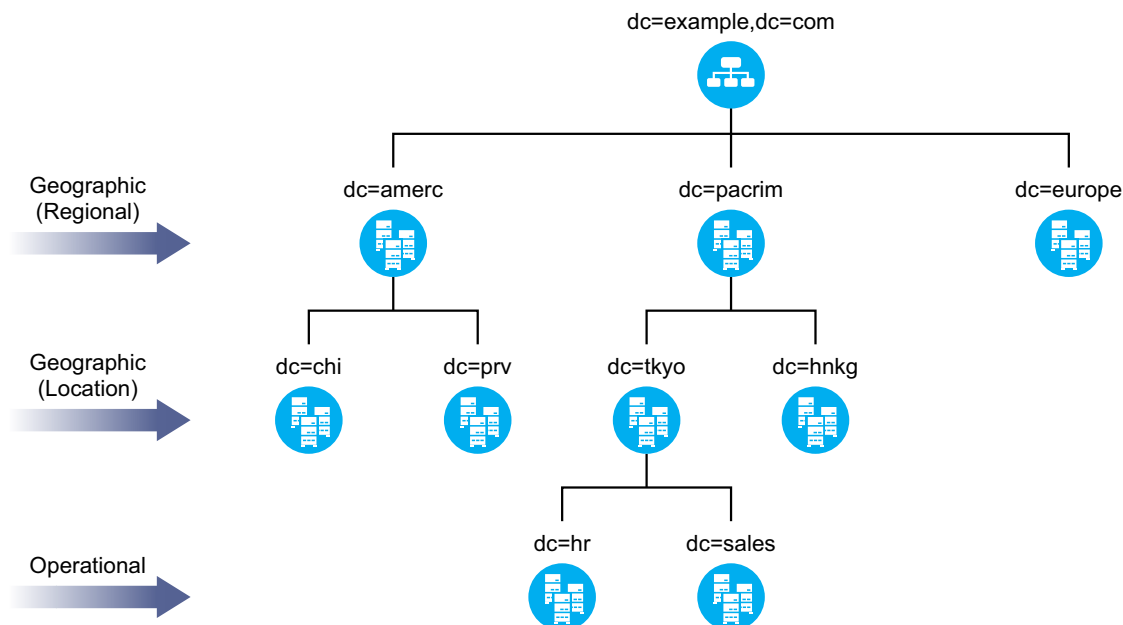 dc=example,dc=com
Geographic
(Regional)
dc=amerc
dc=pacrim
dc=europe
Geographic
(Location)
dc=chi
dc=prv
dc=tkyo
dc=hnkg
Operational
dc=hr
dc=sales